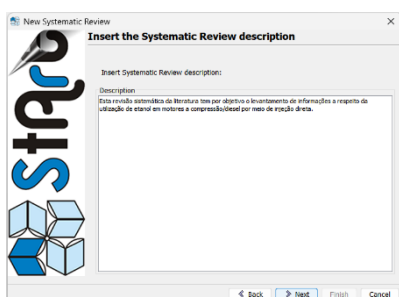 New Systematic Review
Insert the Systematic Review description
Insert Systematic Review description:
Description
Esta revisão sistemática da literatura tem por objetivo o levantamento de informações a respeito da
utilização de etanol em motores a compressão/diesel por meio de injeção direta.
StArt
Back Next Finish Cancel